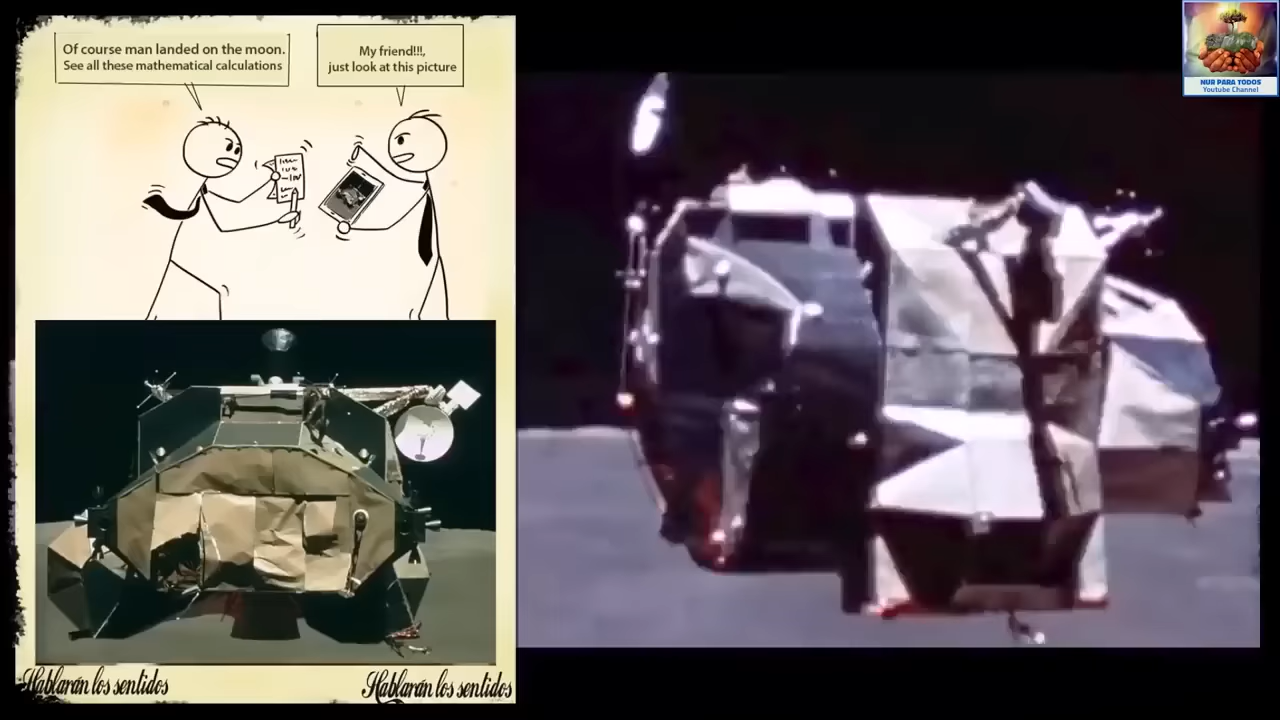 Of course man landed on the moon.
See all these mathematical calculations
My friend!!!,
just look at this picture
NUR PARA TODOS
Youtube Channel
Hablarán los sentidos
Hablarán los sentidos